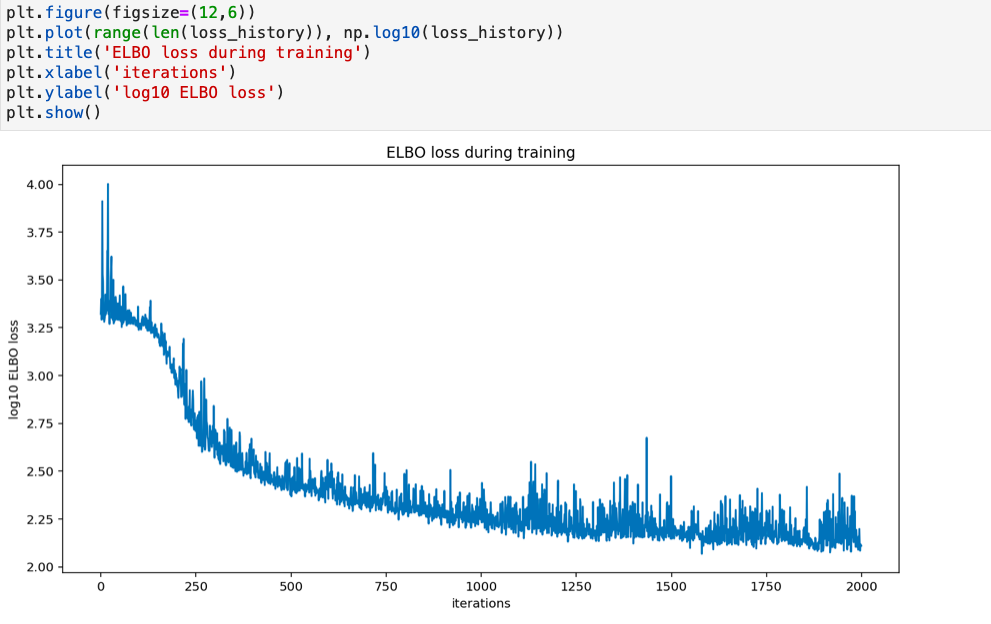 plt.figure(figsize=(12,6))
plt.plot(range(len(loss_history)), np.log10(loss_history))
plt.title('ELBO loss during training')
plt.xlabel('iterations')
plt.ylabel('log10 ELBO loss')
plt.show()
ELBO loss during training
4.00
3.75
3.50
3.25
3.00
2.75
2.50
2.25
2.00
log10 ELBO loss
0 250 500 750 1000 1250 1500 1750 2000
iterations